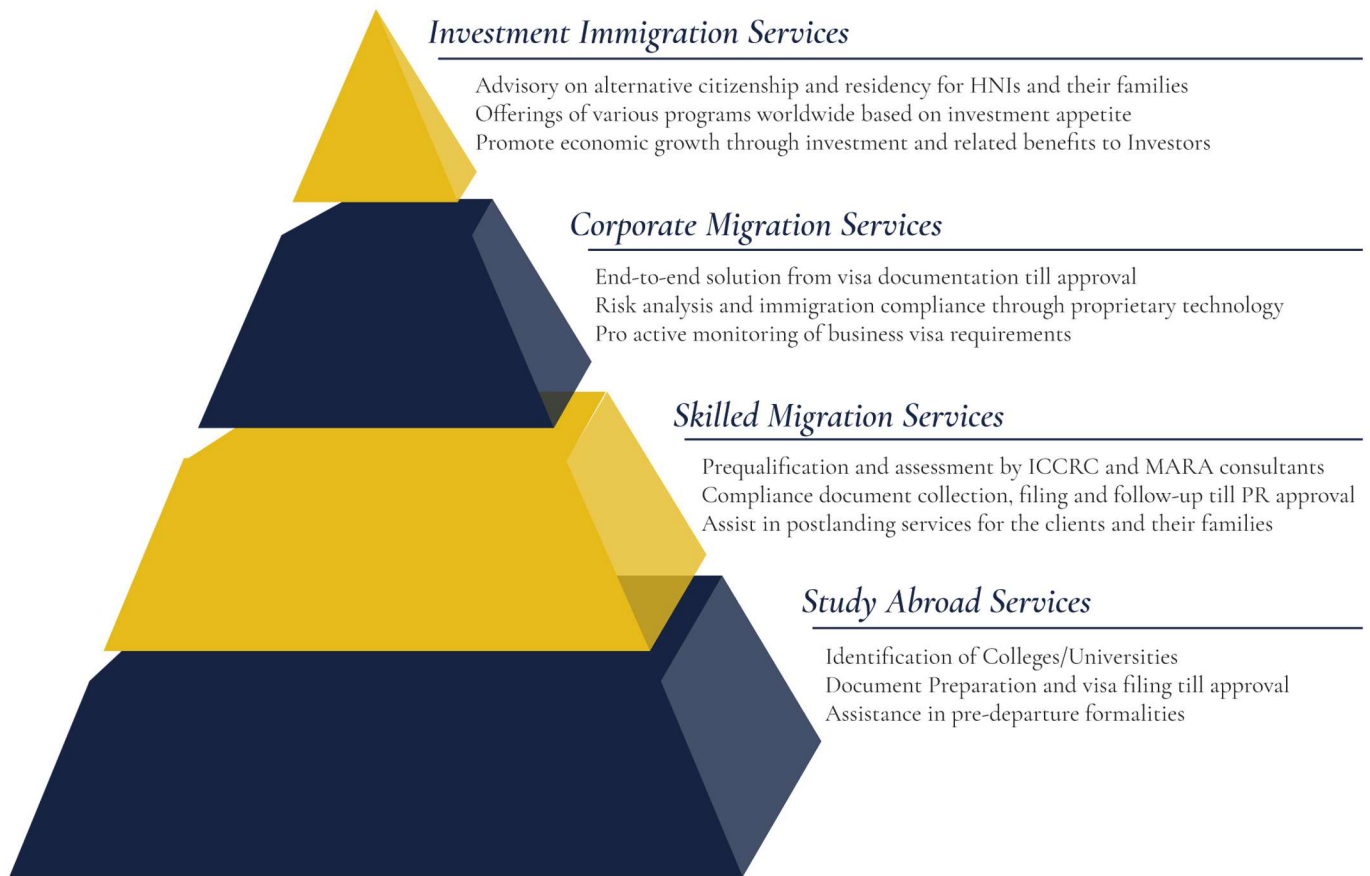 Investment Immigration Services
Advisory on alternative citizenship and residency for HNIs and their families
Offerings of various programs worldwide based on investment appetite
Promote economic growth through investment and related benefits to Investors
Corporate Migration Services
End-to-end solution from visa documentation till approval
Risk analysis and immigration compliance through proprietary technology
Pro active monitoring of business visa requirements
Skilled Migration Services
Prequalification and assessment by ICCRC and MARA consultants
Compliance document collection, filing and follow-up till PR approval
Assist in postlanding services for the clients and their families
Study Abroad Services
Identification of Colleges/Universities
Document Preparation and visa filing till approval
Assistance in pre-departure formalities